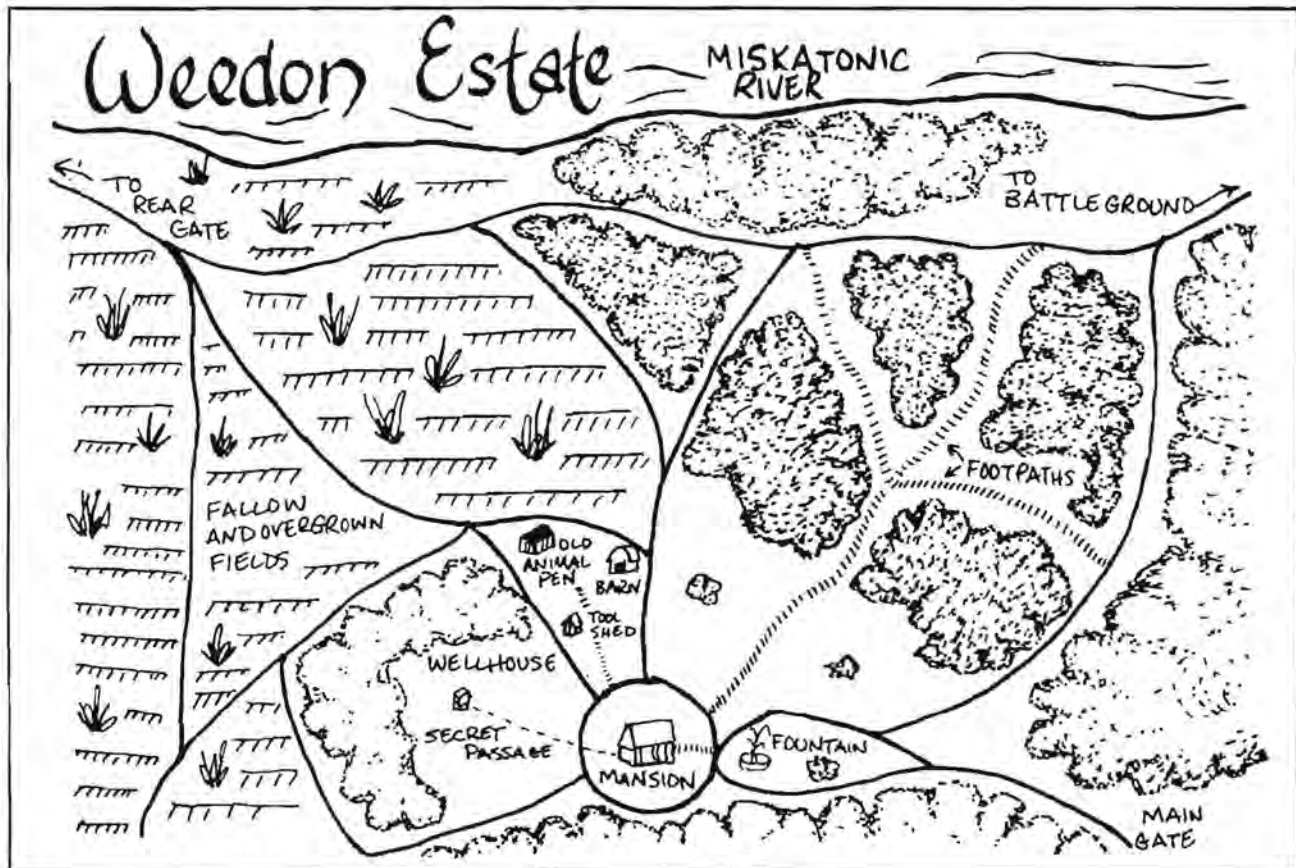 Weedon Estate
MISKATONIC
RIVER
TO
REAR
GATE
TO
BATTLEGROUND
FOOTPATHS
FALLOW
AND OVERGROWN
FIELDS
OLD
ANIMAL
PEN
BARN
TOOL
SHED
WELLHOUSE
SECRET
PASSAGE
MANSION
FOUNTAIN
MAIN
GATE